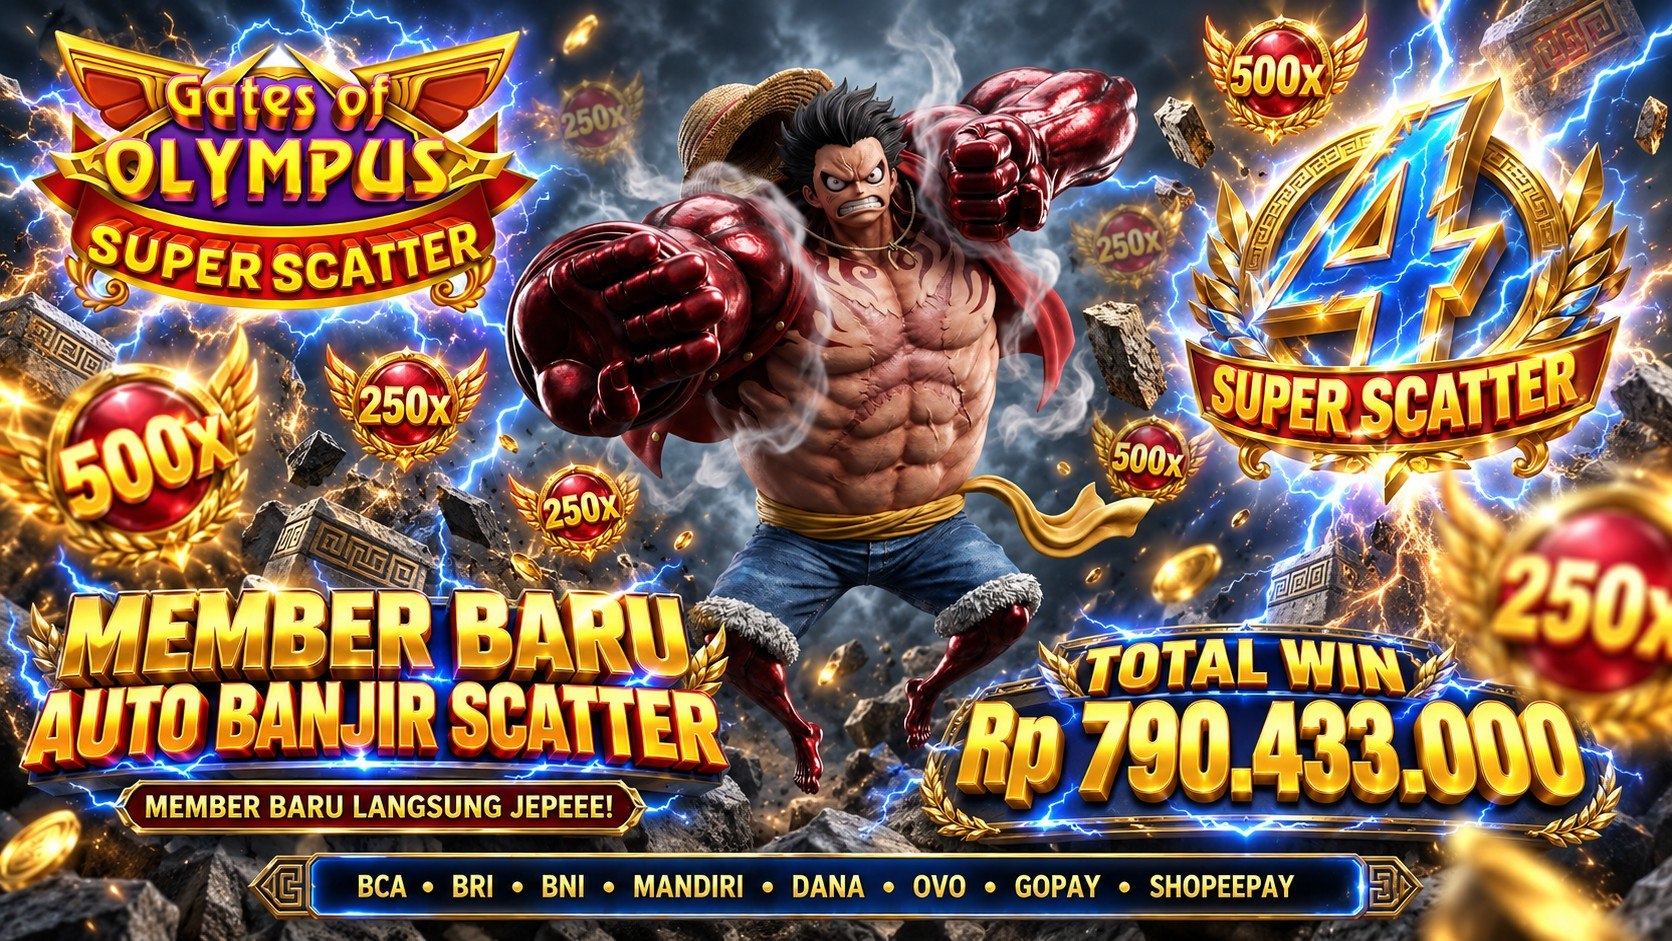 Gates of
OLYMPUS
SUPER SCATTER
250x
500x
4
SUPER SCATTER
250x
500x
250x
250x
500x
250x
MEMBER BARU
AUTO BANJIR SCATTER
MEMBER BARU LANGSUNG JEPEEE!
TOTAL WIN
Rp 790.433.000
BCA • BRI • BNI • MANDIRI • DANA • OVO • GOPAY • SHOPEEPAY